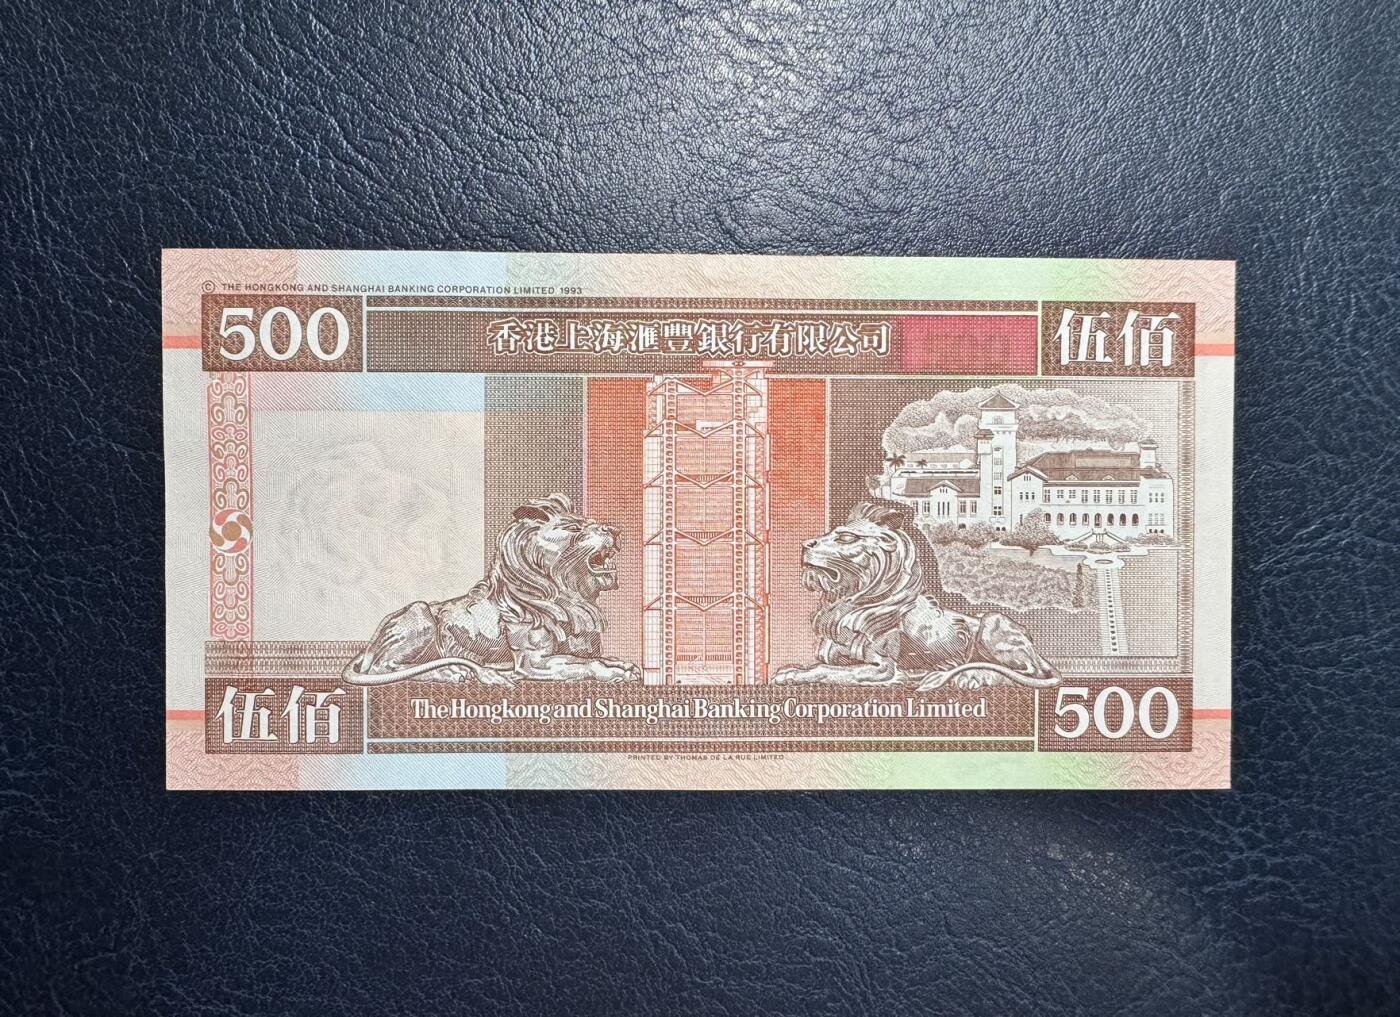 © THE HONGKONG AND SHANGHAI BANKING CORPORATION LIMITED 1993
500
香港上海滙豐銀行有限公司
伍佰
伍佰
The Hongkong and Shanghai Banking Corporation Limited
500
PRINTED BY THOMAS DE LA RUE LIMITED